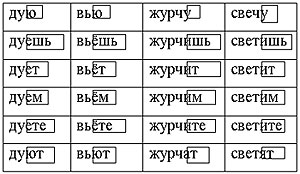 дую вью журчу свечу
дуешь вьёшь журчишь светишь
дует вьёт журчит светит
дуем вьём журчим светим
дуете вьёте журчите светите
дуют вьют журчат светят